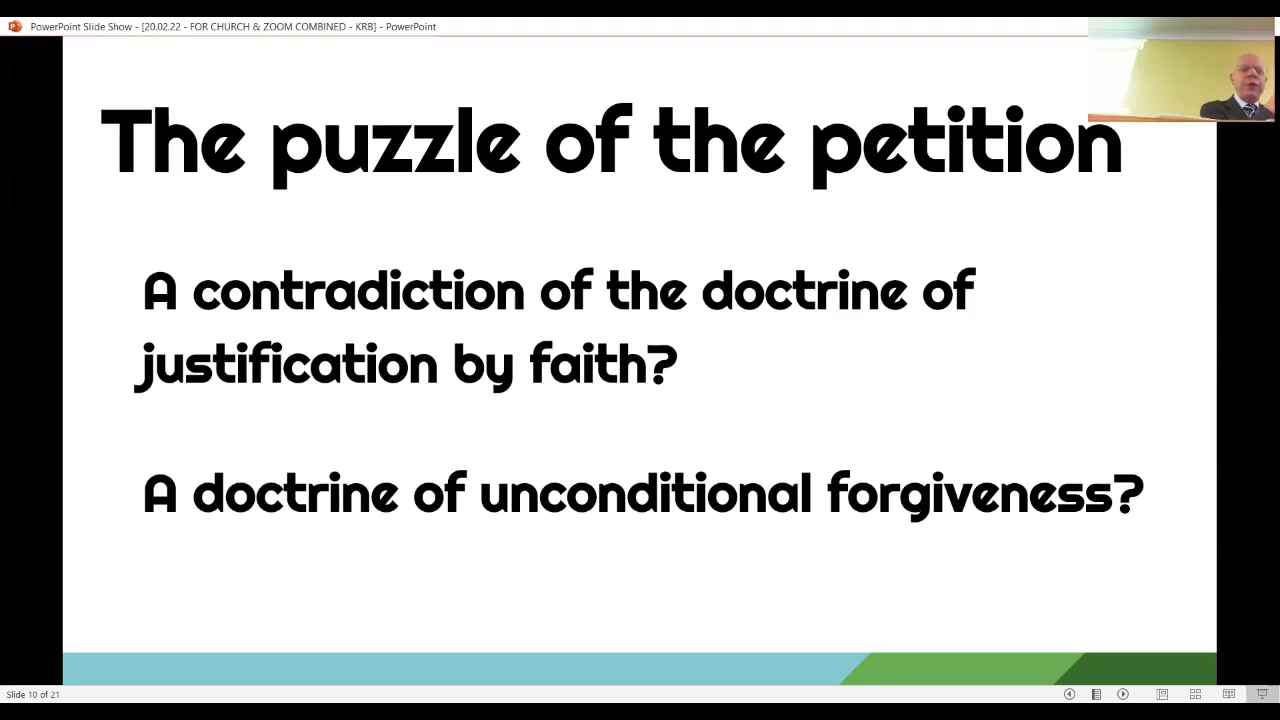 PowerPoint Slide Show - [20.02.22 - FOR CHURCH & ZOOM COMBINED - KRB] - PowerPoint
The puzzle of the petition
A contradiction of the doctrine of
justification by faith?
A doctrine of unconditional forgiveness?
Slide 10 of 21